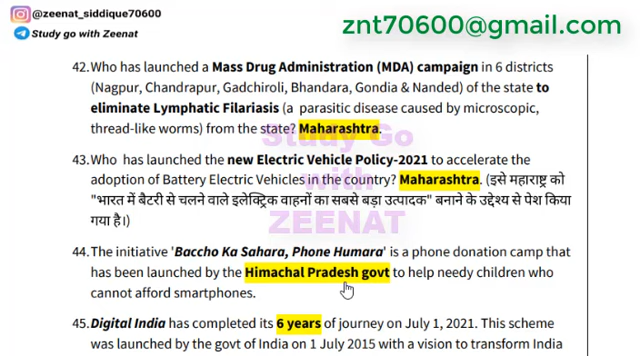 @zeenat_siddique70600
Study go with Zeenat
znt70600@gmail.com
42. Who has launched a Mass Drug Administration (MDA) campaign in 6 districts
(Nagpur, Chandrapur, Gadchiroli, Bhandara, Gondia & Nanded) of the state to
eliminate Lymphatic Filariasis (a parasitic disease caused by microscopic,
thread-like worms) from the state? Maharashtra.
43. Who has launched the new Electric Vehicle Policy-2021 to accelerate the
adoption of Battery Electric Vehicles in the country? Maharashtra. (इसे महाराष्ट्र को
"भारत में बैटरी से चलने वाले इलेक्ट्रिक वाहनों का सबसे बड़ा उत्पादक" बनाने के उद्देश्य से पेश किया
गया है।)
44. The initiative 'Baccho Ka Sahara, Phone Humara' is a phone donation camp that
has been launched by the Himachal Pradesh govt to help needy children who
cannot afford smartphones.
45. Digital India has completed its 6 years of journey on July 1, 2021. This scheme
was launched by the govt of India on 1 July 2015 with a vision to transform India
Study Go
with
ZEENAT